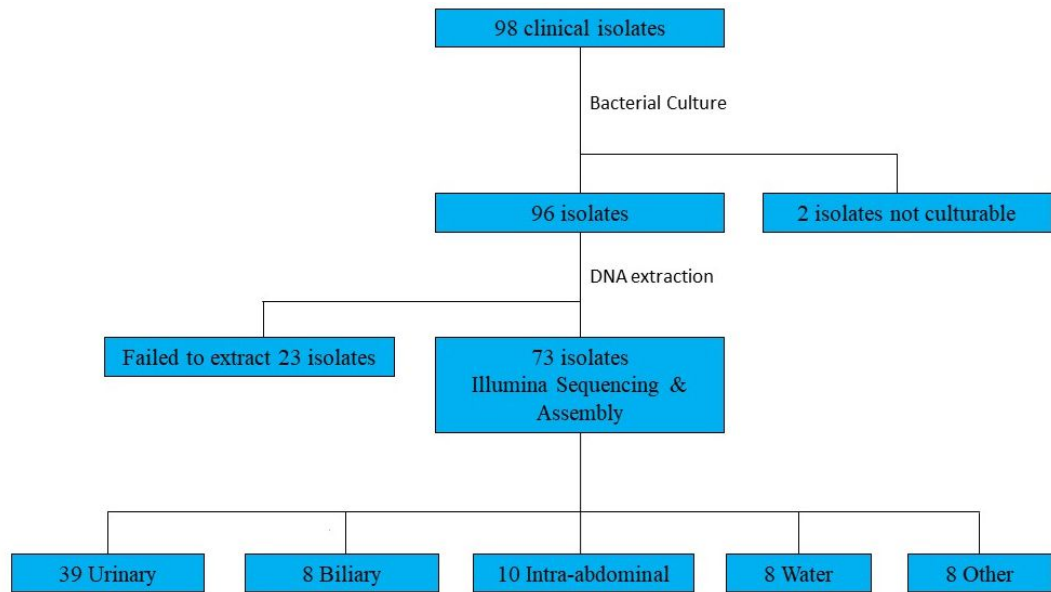 98 clinical isolates
Bacterial Culture
96 isolates
2 isolates not culturable
DNA extraction
Failed to extract 23 isolates
73 isolates
Illumina Sequencing &
Assembly
39 Urinary
8 Biliary
10 Intra-abdominal
8 Water
8 Other